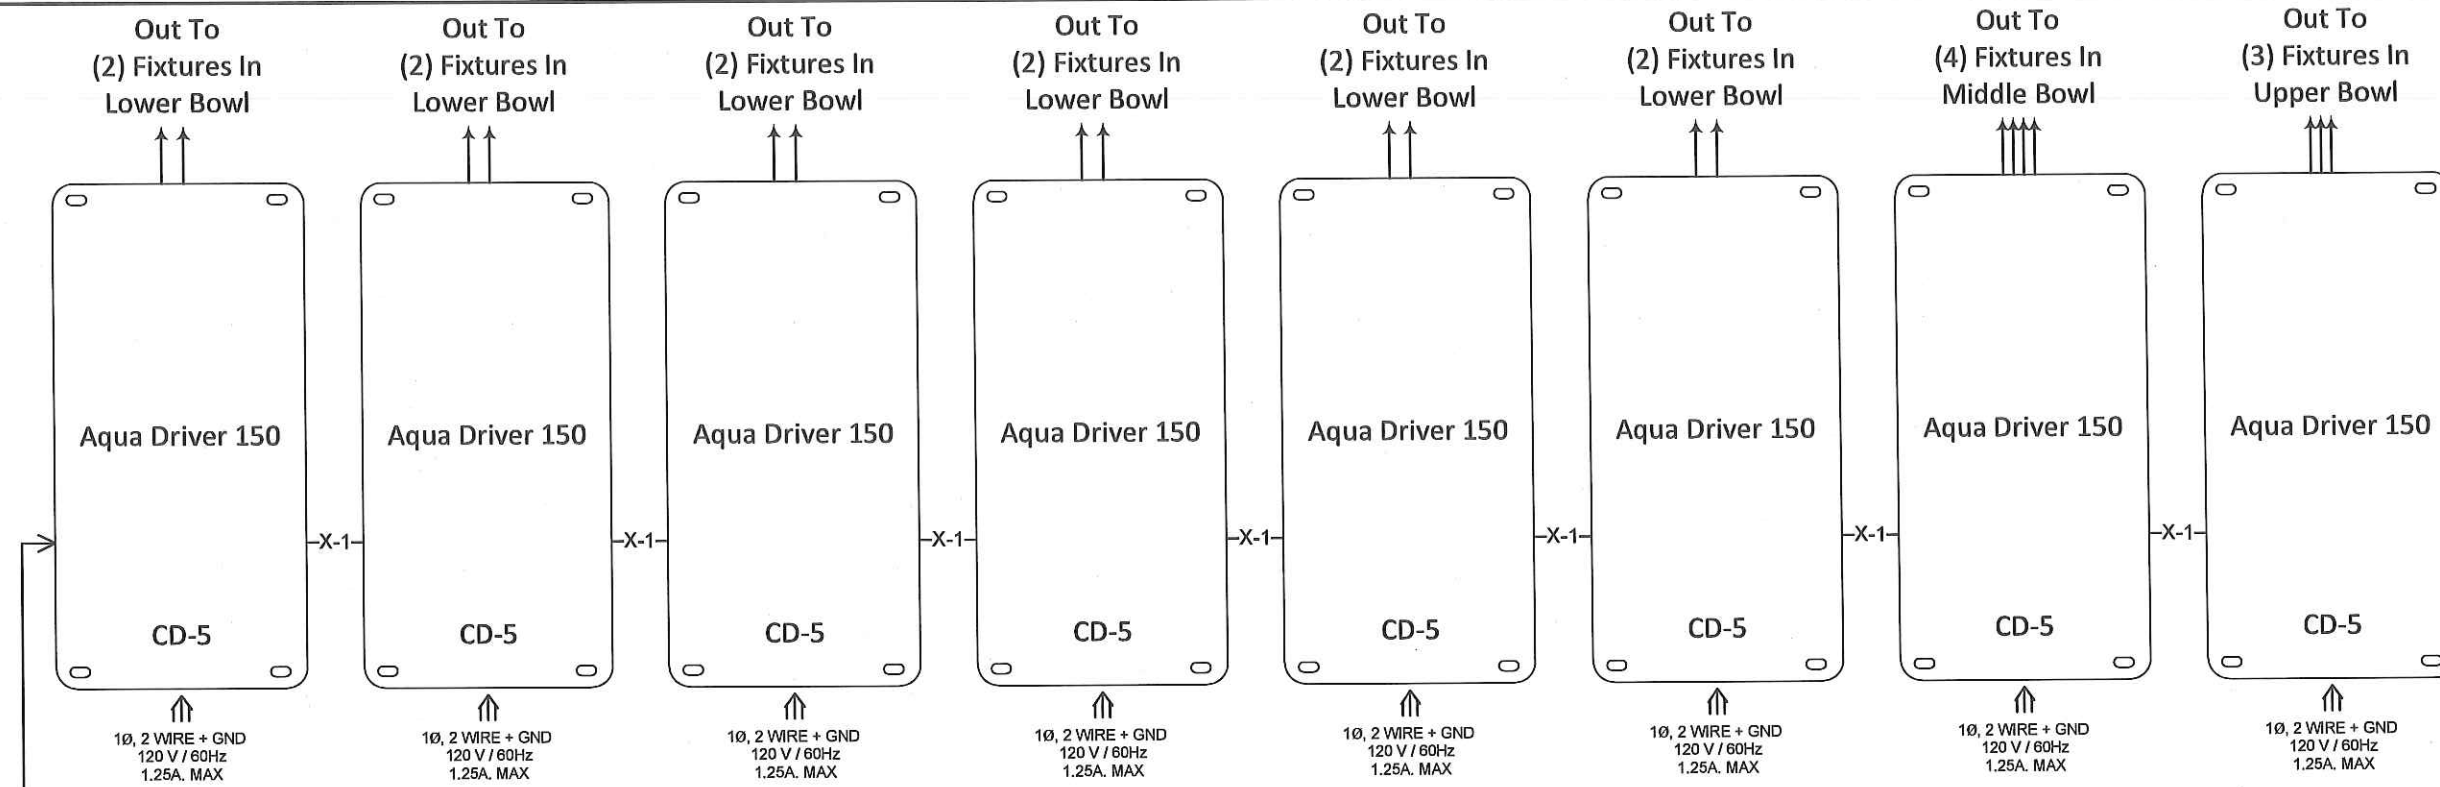 Out To
(2) Fixtures In
Lower Bowl
Out To
(2) Fixtures In
Lower Bowl
Out To
(2) Fixtures In
Lower Bowl
Out To
(2) Fixtures In
Lower Bowl
Out To
(2) Fixtures In
Lower Bowl
Out To
(2) Fixtures In
Lower Bowl
Out To
(4) Fixtures In
Middle Bowl
Out To
(3) Fixtures In
Upper Bowl
Aqua Driver 150
Aqua Driver 150
Aqua Driver 150
Aqua Driver 150
Aqua Driver 150
Aqua Driver 150
Aqua Driver 150
Aqua Driver 150
X-1
X-1
X-1
X-1
X-1
X-1
X-1
CD-5
CD-5
CD-5
CD-5
CD-5
CD-5
CD-5
CD-5
1Ø, 2 WIRE + GND
120 V / 60Hz
1.25A. MAX
1Ø, 2 WIRE + GND
120 V / 60Hz
1.25A. MAX
1Ø, 2 WIRE + GND
120 V / 60Hz
1.25A. MAX
1Ø, 2 WIRE + GND
120 V / 60Hz
1.25A. MAX
1Ø, 2 WIRE + GND
120 V / 60Hz
1.25A. MAX
1Ø, 2 WIRE + GND
120 V / 60Hz
1.25A. MAX
1Ø, 2 WIRE + GND
120 V / 60Hz
1.25A. MAX
1Ø, 2 WIRE + GND
120 V / 60Hz
1.25A. MAX